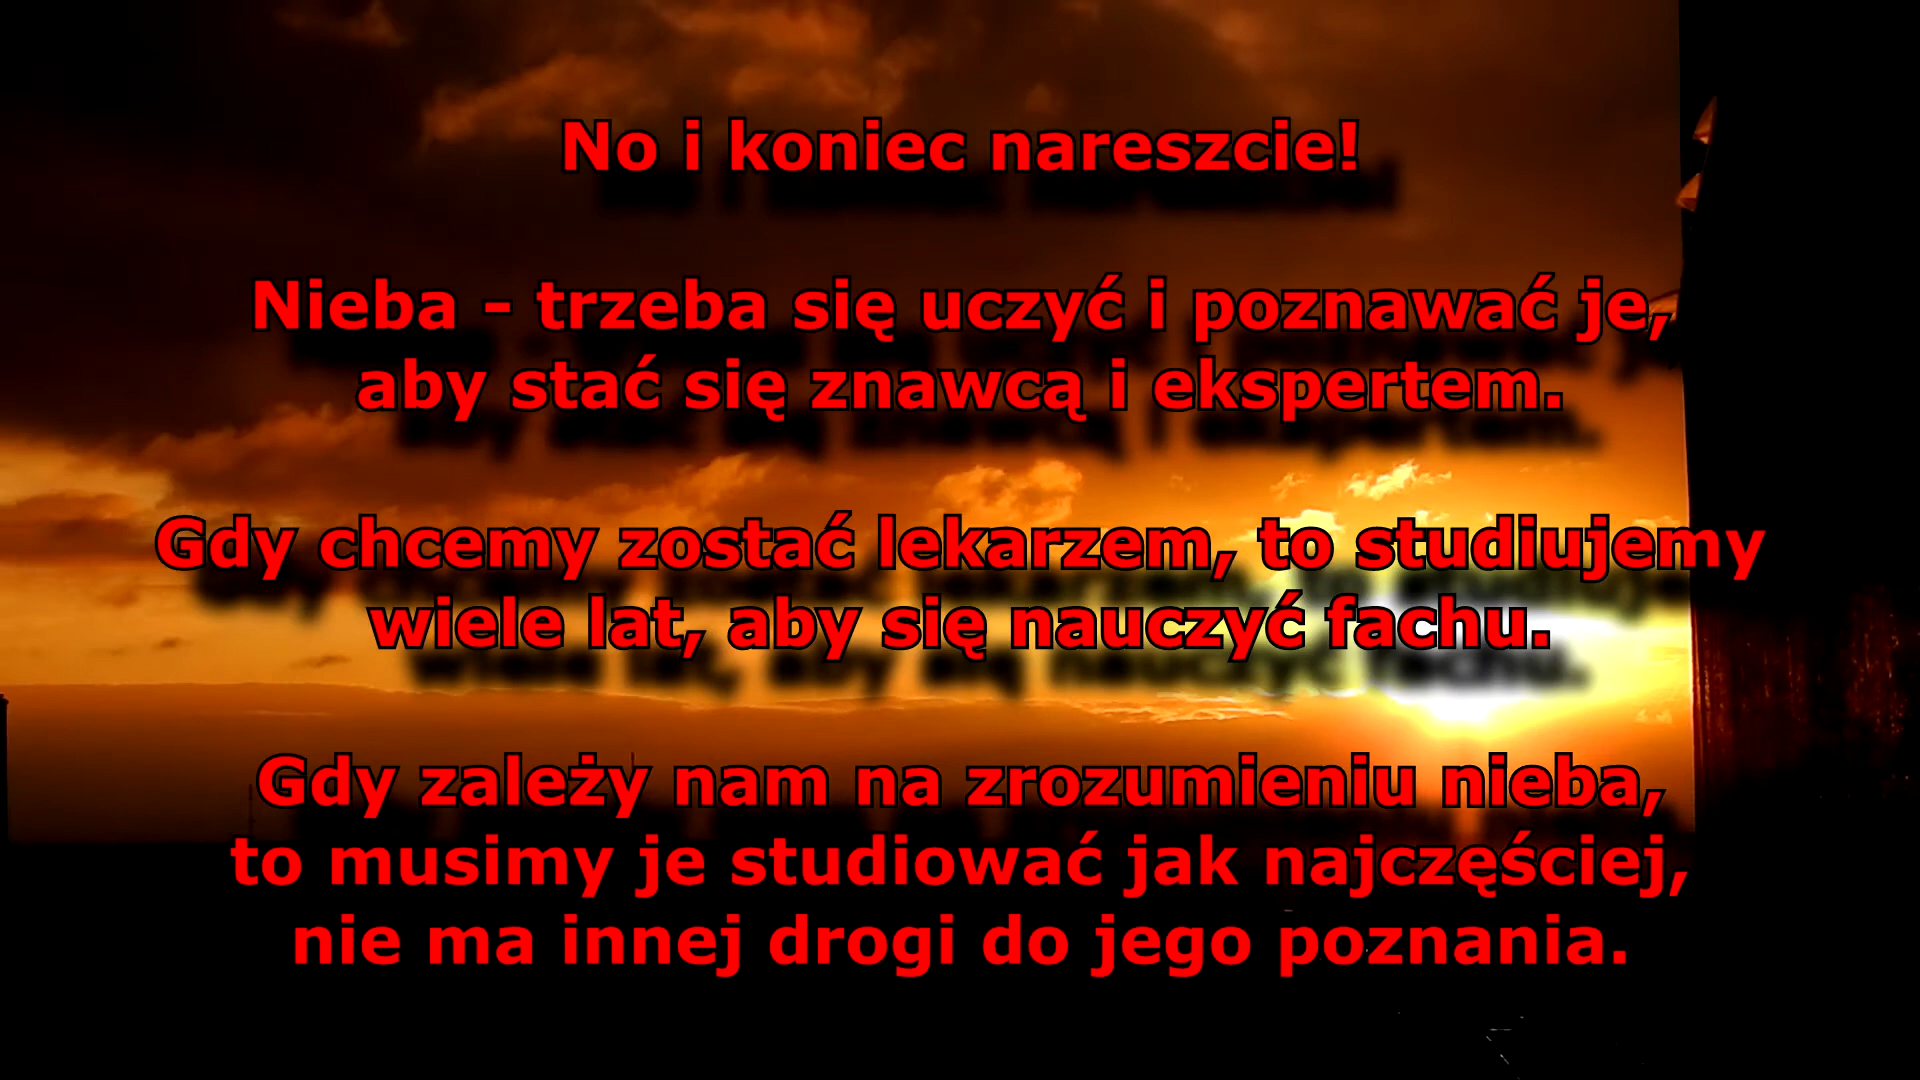 No i koniec nareszcie!
Nieba - trzeba się uczyć i poznawać je,
aby stać się znawcą i ekspertem.
Gdy chcemy zostać lekarzem, to studiujemy
wiele lat, aby się nauczyć fachu.
Gdy zależy nam na zrozumieniu nieba,
to musimy je studiować jak najczęściej,
nie ma innej drogi do jego poznania.